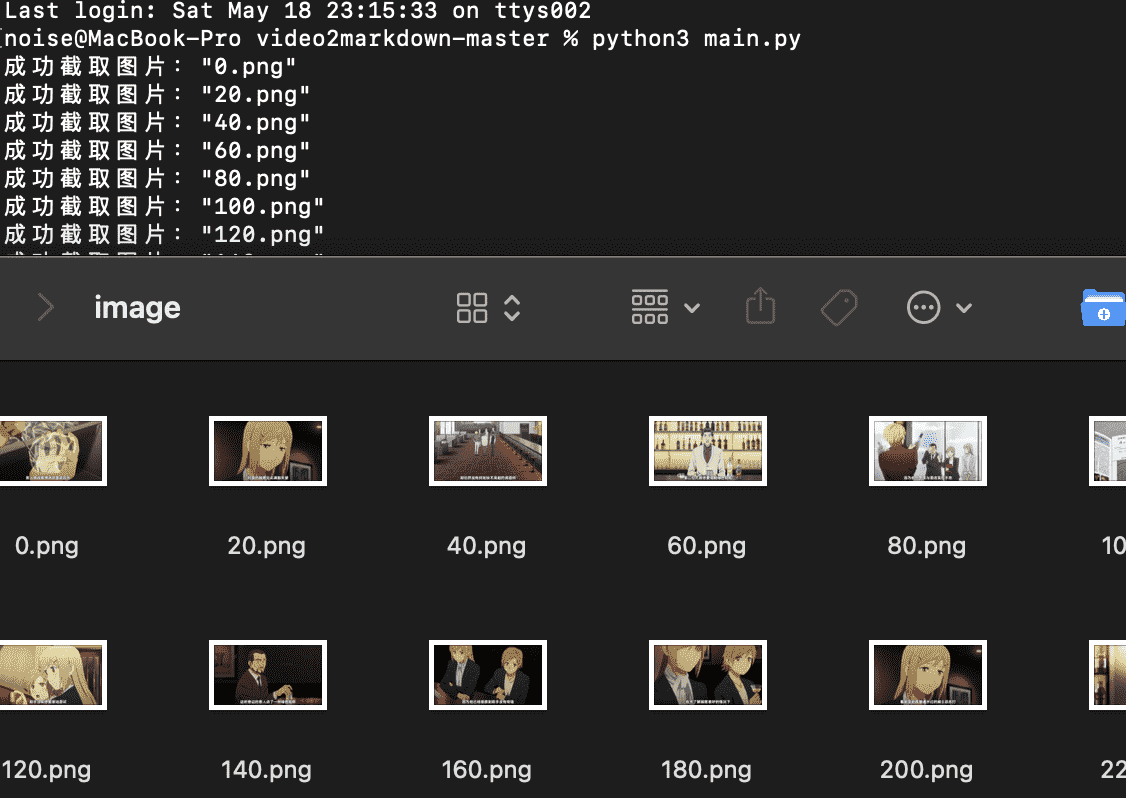 Last login: Sat May 18 23:15:33 on ttys002
[noise@MacBook-Pro video2markdown-master % python3 main.py
成功截取图片： "0.png"
成功截取图片： "20.png"
成功截取图片： "40.png"
成功截取图片： "60.png"
成功截取图片： "80.png"
成功截取图片： "100.png"
成功截取图片： "120.png"
image
0.png
20.png
40.png
60.png
80.png
10
120.png
140.png
160.png
180.png
200.png
22